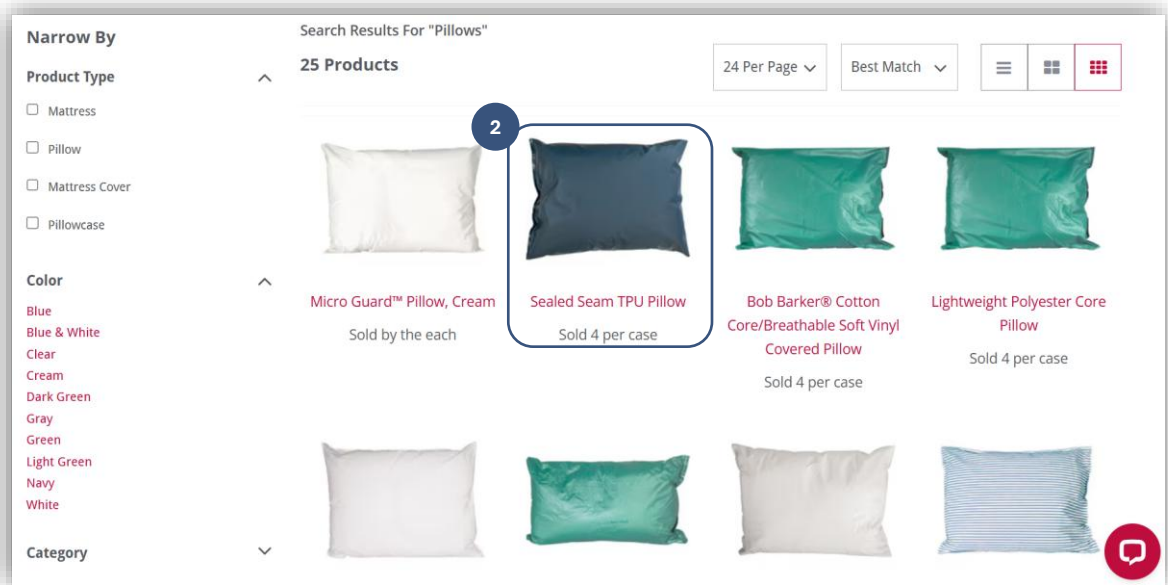 Narrow By
Product Type
Mattress
Pillow
Mattress Cover
Pillowcase
Color
Blue
Blue & White
Clear
Cream
Dark Green
Gray
Green
Light Green
Navy
White
Category
Search Results For "Pillows"
25 Products
24 Per Page
Best Match
2
Micro Guard™ Pillow, Cream
Sold by the each
Sealed Seam TPU Pillow
Sold 4 per case
Bob Barker® Cotton
Core/Breathable Soft Vinyl
Covered Pillow
Sold 4 per case
Lightweight Polyester Core
Pillow
Sold 4 per case